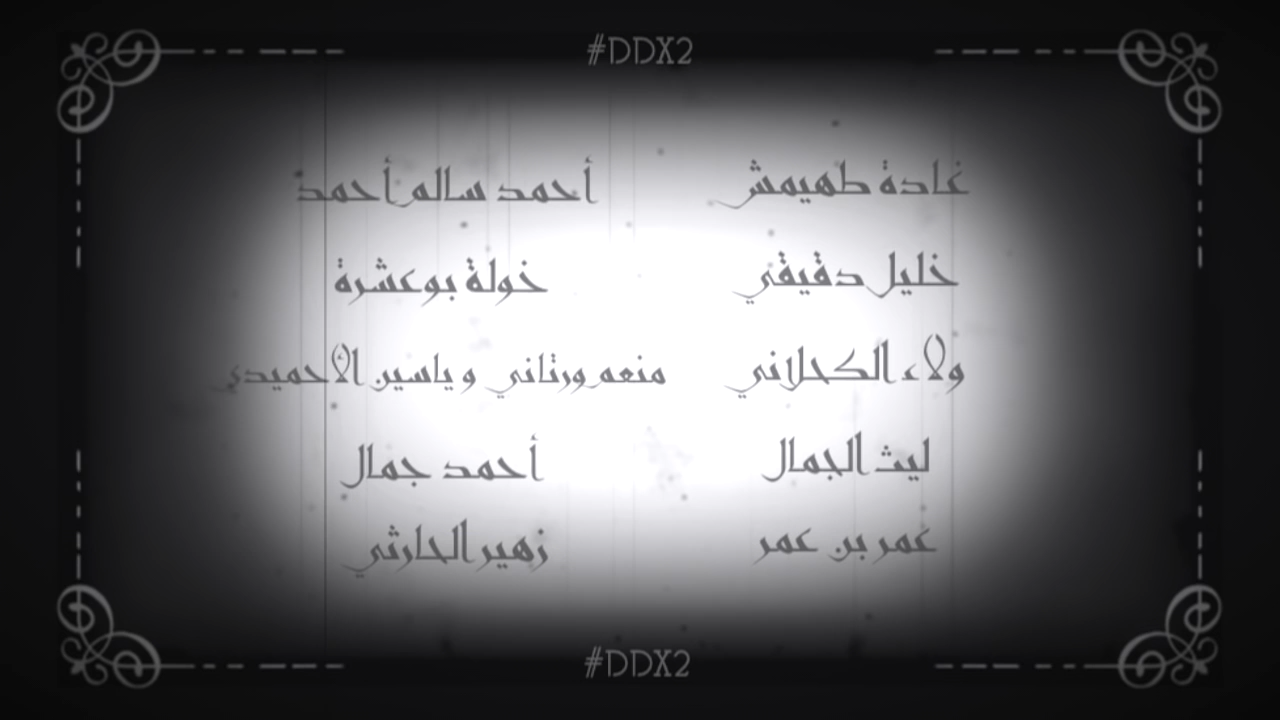 #DDX2
غادة طهيمش أحمد سالم أحمد
خليل دقيقي خولة بوعشرة
ولاء الكحلاني منعم ورتاني و ياسين الأحميدي
ليث الجمال أحمد جمال
عمر بن عمر زهير الحارثي
#DDX2